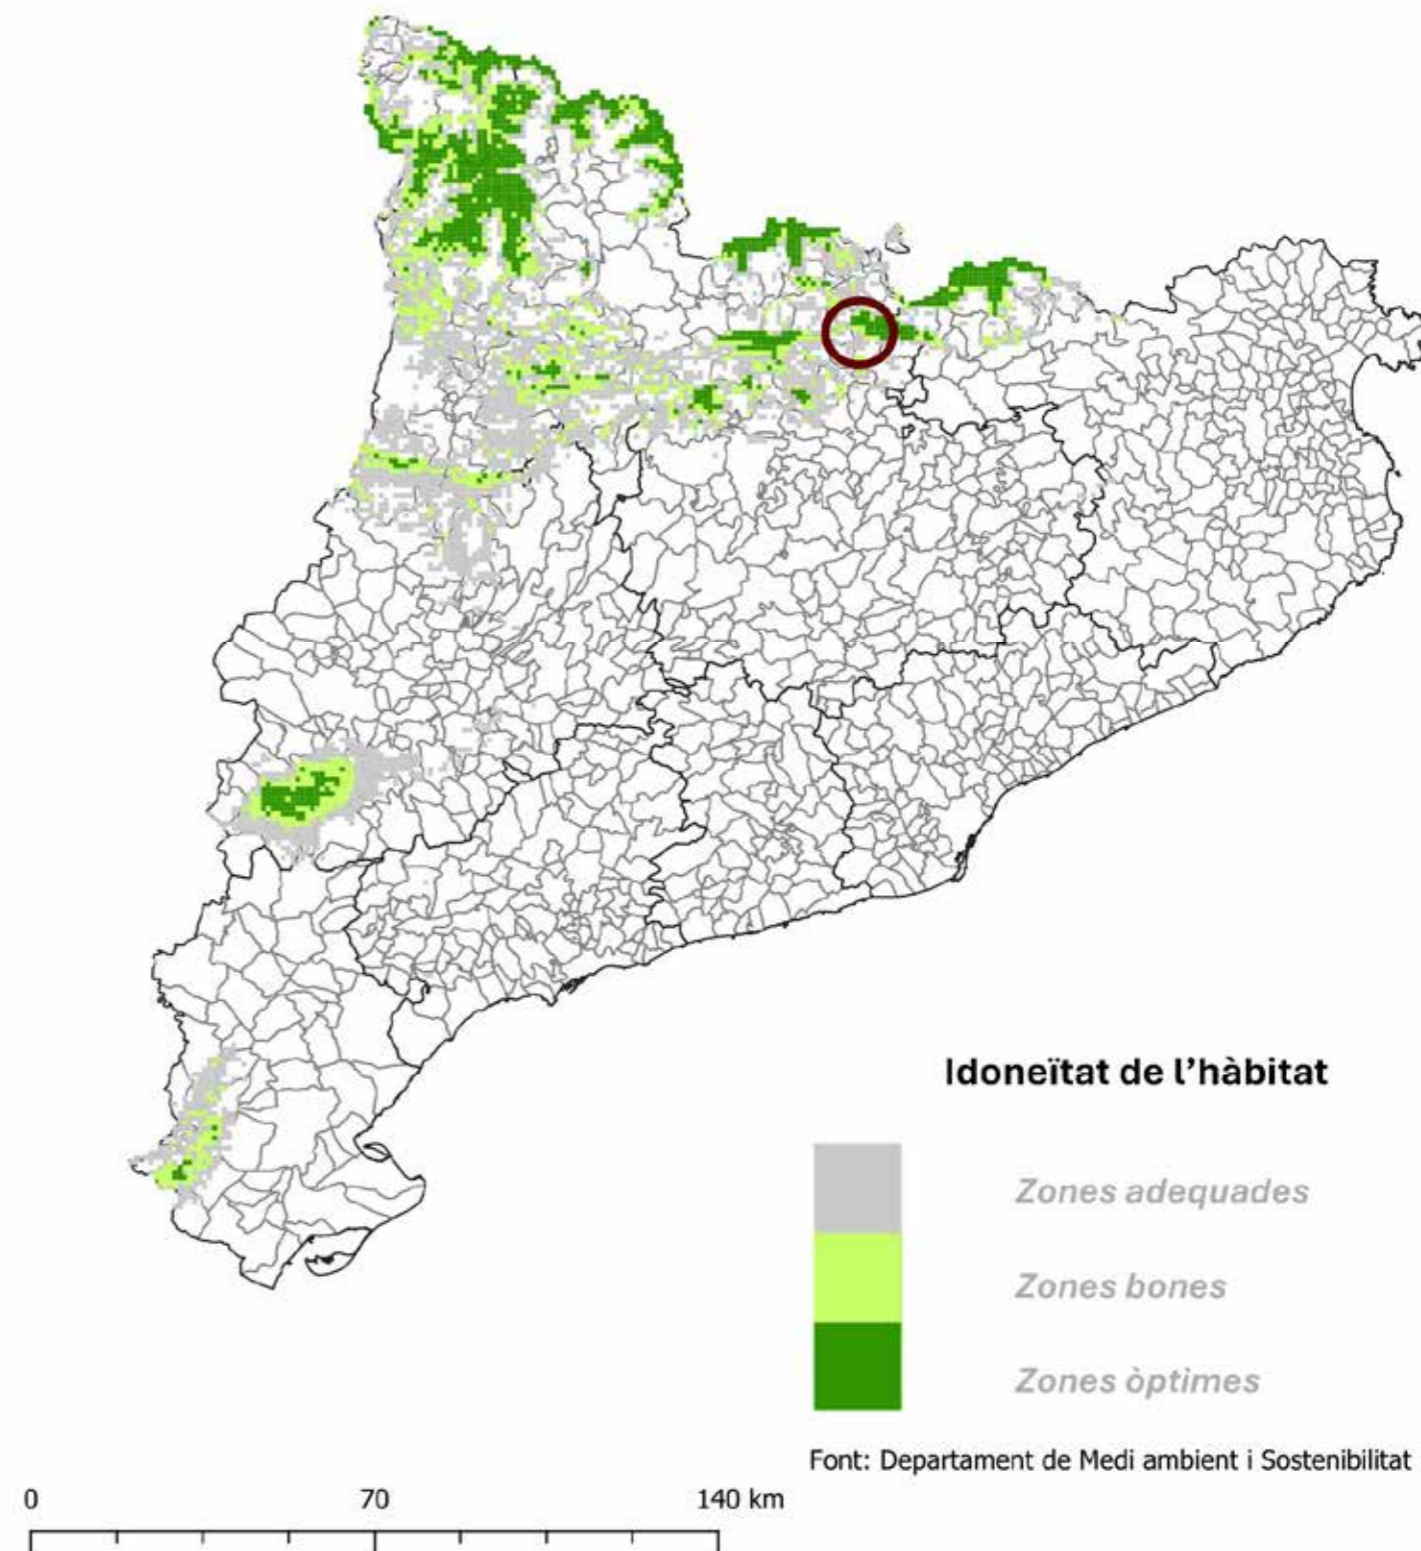 Idoneïtat de l'hàbitat
Zones adequades
Zones bones
Zones òptimes
Font: Departament de Medi ambient i Sostenibilitat
0 70 140 km